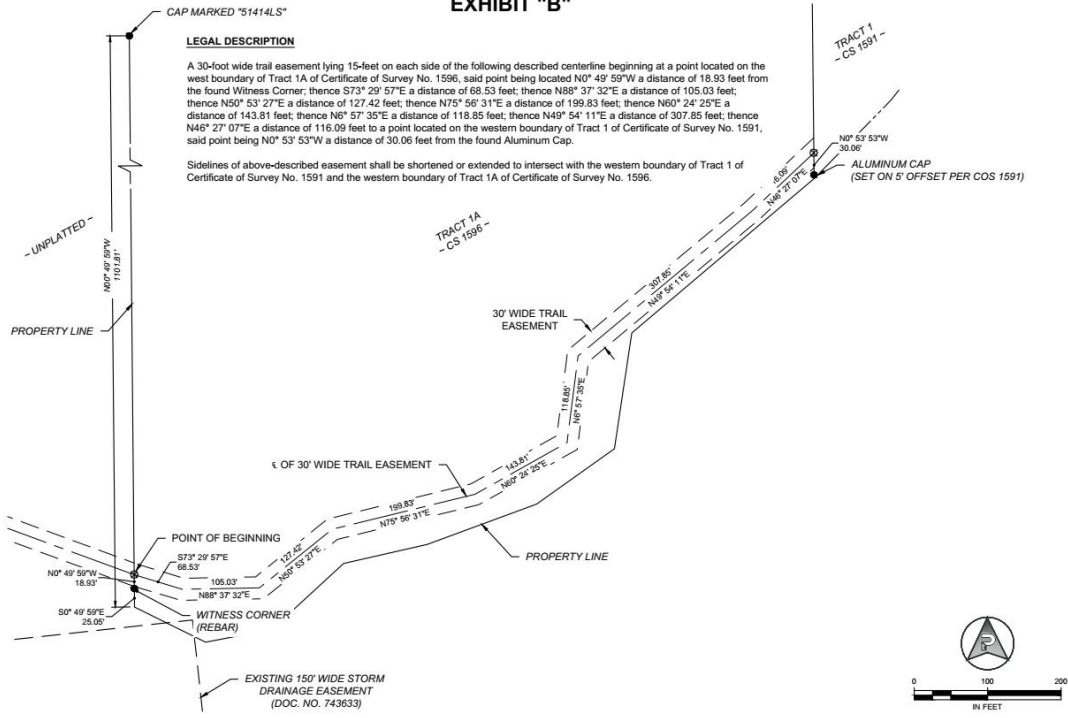 EXHIBIT "B"
CAP MARKED "51414LS"
LEGAL DESCRIPTION
A 30-foot wide trail easement lying 15-feet on each side of the following described centerline beginning at a point located on the
west boundary of Tract 1A of Certificate of Survey No. 1596, said point being located N0° 49' 59"W a distance of 18.93 feet from
the found Witness Corner; thence S73° 29' 57"E a distance of 68.53 feet; thence N88° 37' 32"E a distance of 105.03 feet;
thence N50° 53' 27"E a distance of 127.42 feet; thence N75° 56' 31"E a distance of 199.83 feet; thence N60° 24' 25"E a
distance of 143.81 feet; thence N6° 57' 35"E a distance of 118.85 feet; thence N49° 54' 11"E a distance of 307.85 feet; thence
N46° 27' 07"E a distance of 116.09 feet to a point located on the western boundary of Tract 1 of Certificate of Survey No. 1591,
said point being N0° 53' 53"W a distance of 30.06 feet from the found Aluminum Cap.
Sidelines of above-described easement shall be shortened or extended to intersect with the western boundary of Tract 1 of
Certificate of Survey No. 1591 and the western boundary of Tract 1A of Certificate of Survey No. 1596.
TRACT 1
~ CS 1591 ~
N0° 53' 53"W
30.06'
ALUMINUM CAP
(SET ON 5' OFFSET PER COS 1591)
6.09'
N46° 27' 07"E
~ UNPLATTED ~
TRACT 1A
~ CS 1596 ~
N00° 49' 59"W
1101.81'
307.85'
N49° 54' 11"E
PROPERTY LINE
30' WIDE TRAIL
EASEMENT
118.85'
N6° 57' 35"E
℄ OF 30' WIDE TRAIL EASEMENT
143.81'
N60° 24' 25"E
199.83'
N75° 56' 31"E
POINT OF BEGINNING
127.42'
N50° 53' 27"E
PROPERTY LINE
S73° 29' 57"E
68.53'
N0° 49' 59"W
18.93'
105.03'
N88° 37' 32"E
S0° 49' 59"E
25.05'
WITNESS CORNER
(REBAR)
EXISTING 150' WIDE STORM
DRAINAGE EASEMENT
(DOC. NO. 743633)
0 100 200
IN FEET